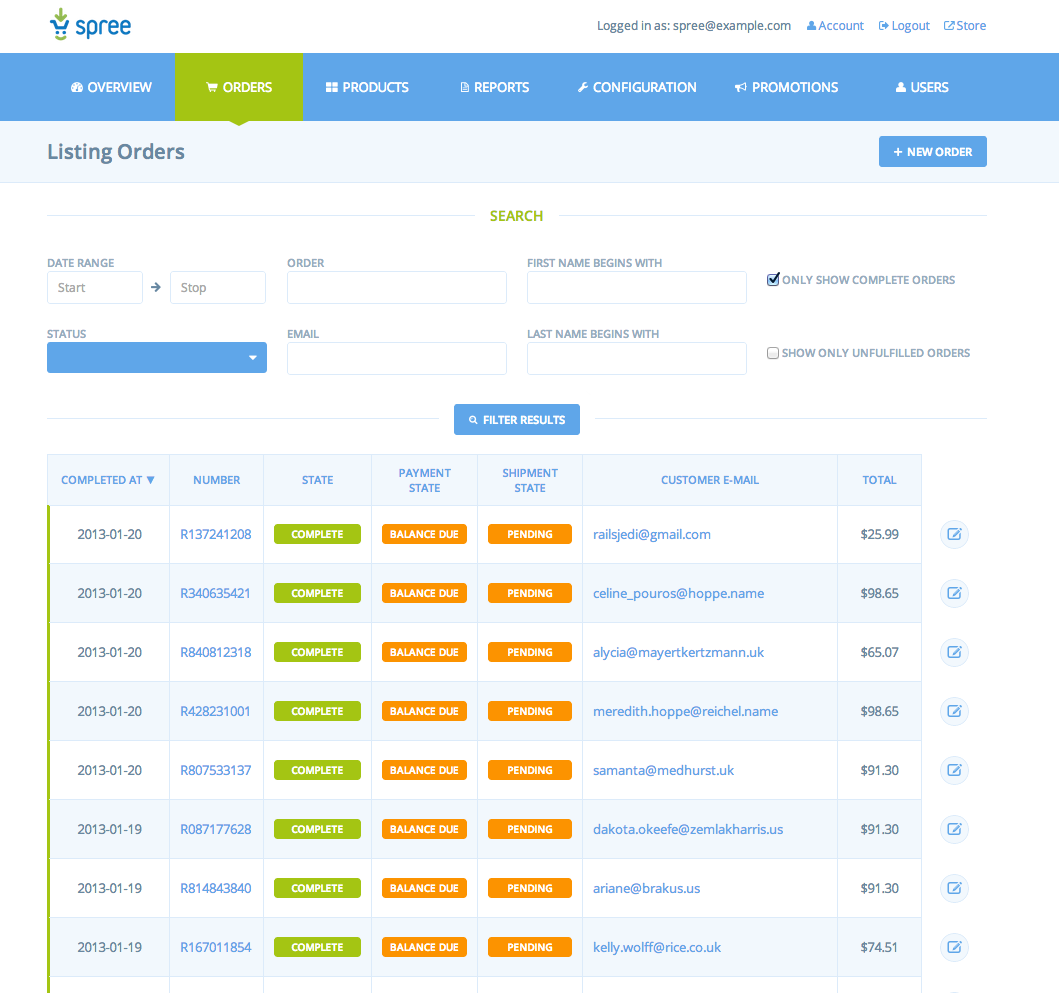 spree
Logged in as: spree@example.com Account Logout Store
OVERVIEW ORDERS PRODUCTS REPORTS CONFIGURATION PROMOTIONS USERS
Listing Orders
+ NEW ORDER
SEARCH
DATE RANGE ORDER FIRST NAME BEGINS WITH
Start → Stop
ONLY SHOW COMPLETE ORDERS
STATUS EMAIL LAST NAME BEGINS WITH
SHOW ONLY UNFULFILLED ORDERS
FILTER RESULTS
COMPLETED AT ▼ NUMBER STATE PAYMENT STATE SHIPMENT STATE CUSTOMER E-MAIL TOTAL
2013-01-20 R137241208 COMPLETE BALANCE DUE PENDING railsjedi@gmail.com $25.99
2013-01-20 R340635421 COMPLETE BALANCE DUE PENDING celine_pouros@hoppe.name $98.65
2013-01-20 R840812318 COMPLETE BALANCE DUE PENDING alycia@mayertkertzmann.uk $65.07
2013-01-20 R428231001 COMPLETE BALANCE DUE PENDING meredith.hoppe@reichel.name $98.65
2013-01-20 R807533137 COMPLETE BALANCE DUE PENDING samanta@medhurst.uk $91.30
2013-01-19 R087177628 COMPLETE BALANCE DUE PENDING dakota.okeefe@zemlakharris.us $91.30
2013-01-19 R814843840 COMPLETE BALANCE DUE PENDING ariane@brakus.us $91.30
2013-01-19 R167011854 COMPLETE BALANCE DUE PENDING kelly.wolff@rice.co.uk $74.51